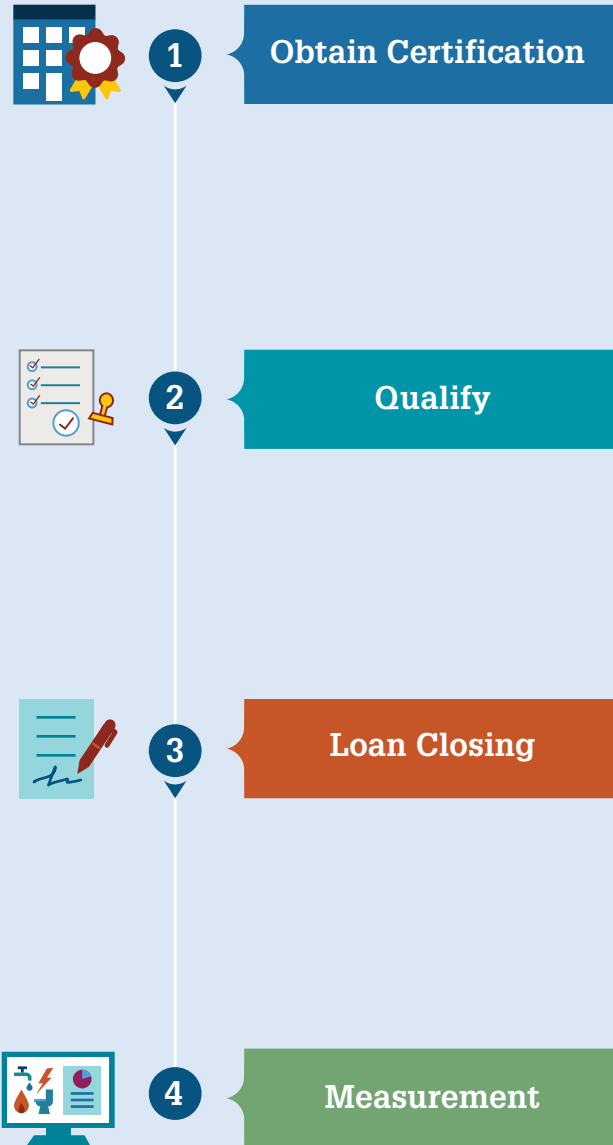 1
Obtain Certification
2
Qualify
3
Loan Closing
4
Measurement